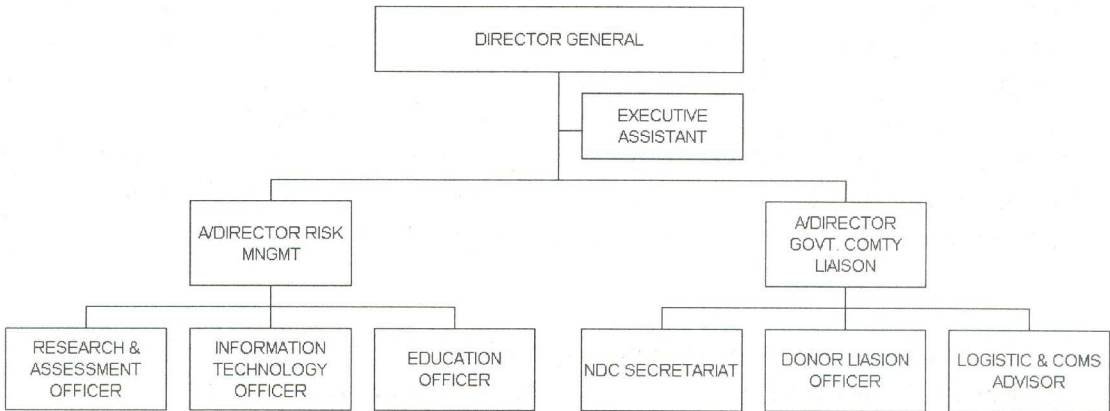 DIRECTOR GENERAL
EXECUTIVE
ASSISTANT
A/DIRECTOR RISK
MNGMT
A/DIRECTOR
GOVT. COMTY
LIAISON
RESEARCH &
ASSESSMENT
OFFICER
INFORMATION
TECHNOLOGY
OFFICER
EDUCATION
OFFICER
NDC SECRETARIAT
DONOR LIASION
OFFICER
LOGISTIC & COMS
ADVISOR